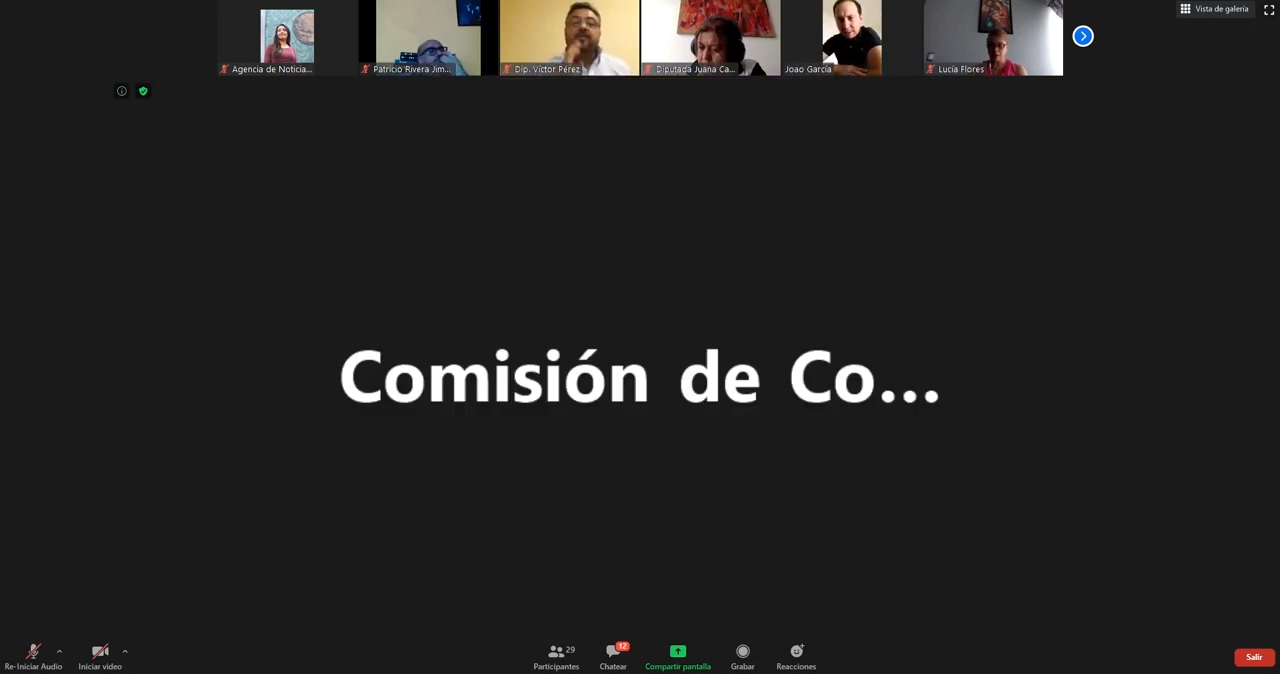 Vista de galería
Agencia de Noticia...
Patricio Rivera Jim...
Dip. Víctor Pérez
Diputada Juana Ca...
Joao García
Lucía Flores
Comisión de Co...
Re-Iniciar Audio
Iniciar video
29
Participantes
12
Chatear
Compartir pantalla
Grabar
Reacciones
Salir